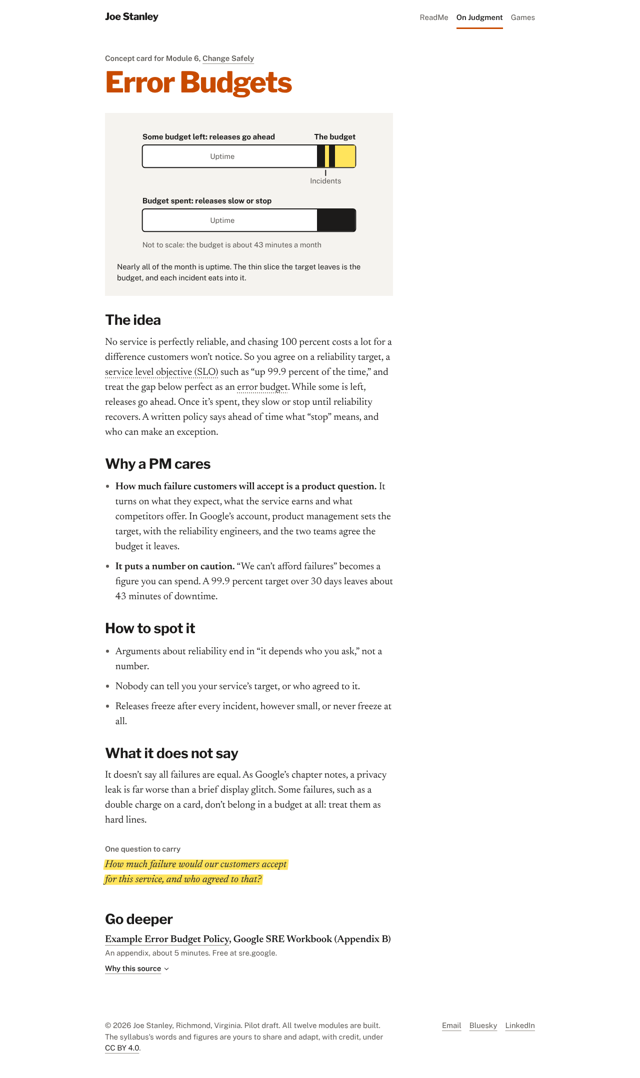 Joe Stanley
ReadMe On Judgment Games
Concept card for Module 6, Change Safely
Error Budgets
Some budget left: releases go ahead The budget
Uptime
Incidents
Budget spent: releases slow or stop
Uptime
Not to scale: the budget is about 43 minutes a month
Nearly all of the month is uptime. The thin slice the target leaves is the
budget, and each incident eats into it.
The idea
No service is perfectly reliable, and chasing 100 percent costs a lot for a
difference customers won’t notice. So you agree on a reliability target, a
service level objective (SLO) such as “up 99.9 percent of the time,” and
treat the gap below perfect as an error budget. While some is left,
releases go ahead. Once it’s spent, they slow or stop until reliability
recovers. A written policy says ahead of time what “stop” means, and
who can make an exception.
Why a PM cares
• How much failure customers will accept is a product question. It
turns on what they expect, what the service earns and what
competitors offer. In Google’s account, product management sets the
target, with the reliability engineers, and the two teams agree the
budget it leaves.
• It puts a number on caution. “We can’t afford failures” becomes a
figure you can spend. A 99.9 percent target over 30 days leaves about
43 minutes of downtime.
How to spot it
• Arguments about reliability end in “it depends who you ask,” not a
number.
• Nobody can tell you your service’s target, or who agreed to it.
• Releases freeze after every incident, however small, or never freeze at
all.
What it does not say
It doesn’t say all failures are equal. As Google’s chapter notes, a privacy
leak is far worse than a brief display glitch. Some failures, such as a
double charge on a card, don’t belong in a budget at all: treat them as
hard lines.
One question to carry
How much failure would our customers accept
for this service, and who agreed to that?
Go deeper
Example Error Budget Policy, Google SRE Workbook (Appendix B)
An appendix, about 5 minutes. Free at sre.google.
Why this source
© 2026 Joe Stanley, Richmond, Virginia. Pilot draft. All twelve modules are built.
The syllabus’s words and figures are yours to share and adapt, with credit, under
CC BY 4.0.
Email Bluesky LinkedIn